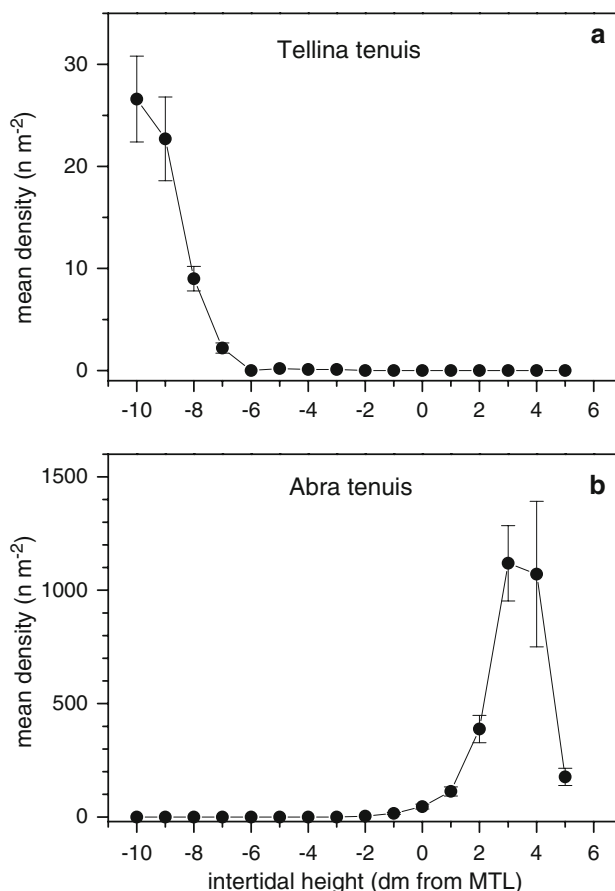 a
Tellina tenuis
mean density (n m-2)
30
20
10
0
-10 -8 -6 -4 -2 0 2 4 6
b
Abra tenuis
mean density (n m-2)
1500
1000
500
0
-10 -8 -6 -4 -2 0 2 4 6
intertidal height (dm from MTL)